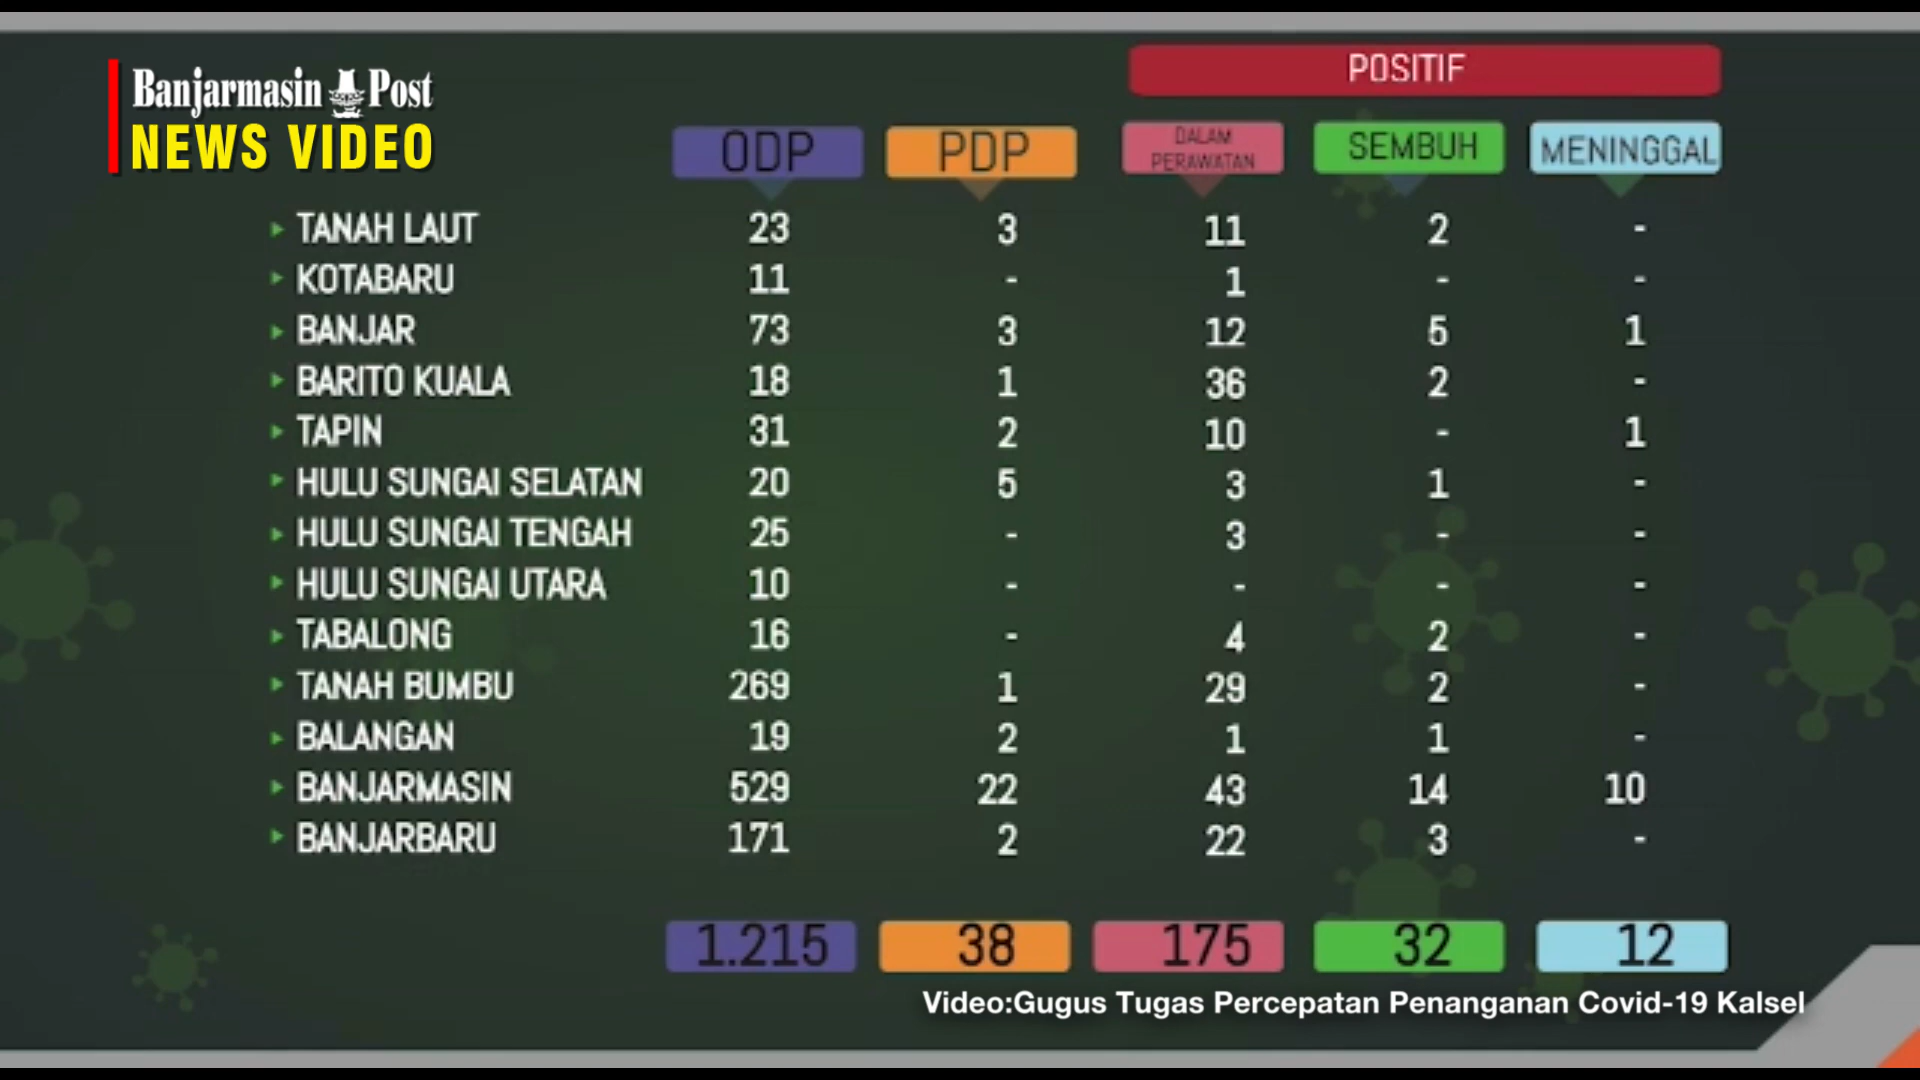 Banjarmasin Post
NEWS VIDEO
POSITIF
ODP PDP DALAM PERAWATAN SEMBUH MENINGGAL
TANAH LAUT 23 3 11 2 -
KOTABARU 11 - 1 - -
BANJAR 73 3 12 5 1
BARITO KUALA 18 1 36 2 -
TAPIN 31 2 10 - 1
HULU SUNGAI SELATAN 20 5 3 1 -
HULU SUNGAI TENGAH 25 - 3 - -
HULU SUNGAI UTARA 10 - - - -
TABALONG 16 - 4 2 -
TANAH BUMBU 269 1 29 2 -
BALANGAN 19 2 1 1 -
BANJARMASIN 529 22 43 14 10
BANJARBARU 171 2 22 3 -
1.215 38 175 32 12
Video:Gugus Tugas Percepatan Penanganan Covid-19 Kalsel